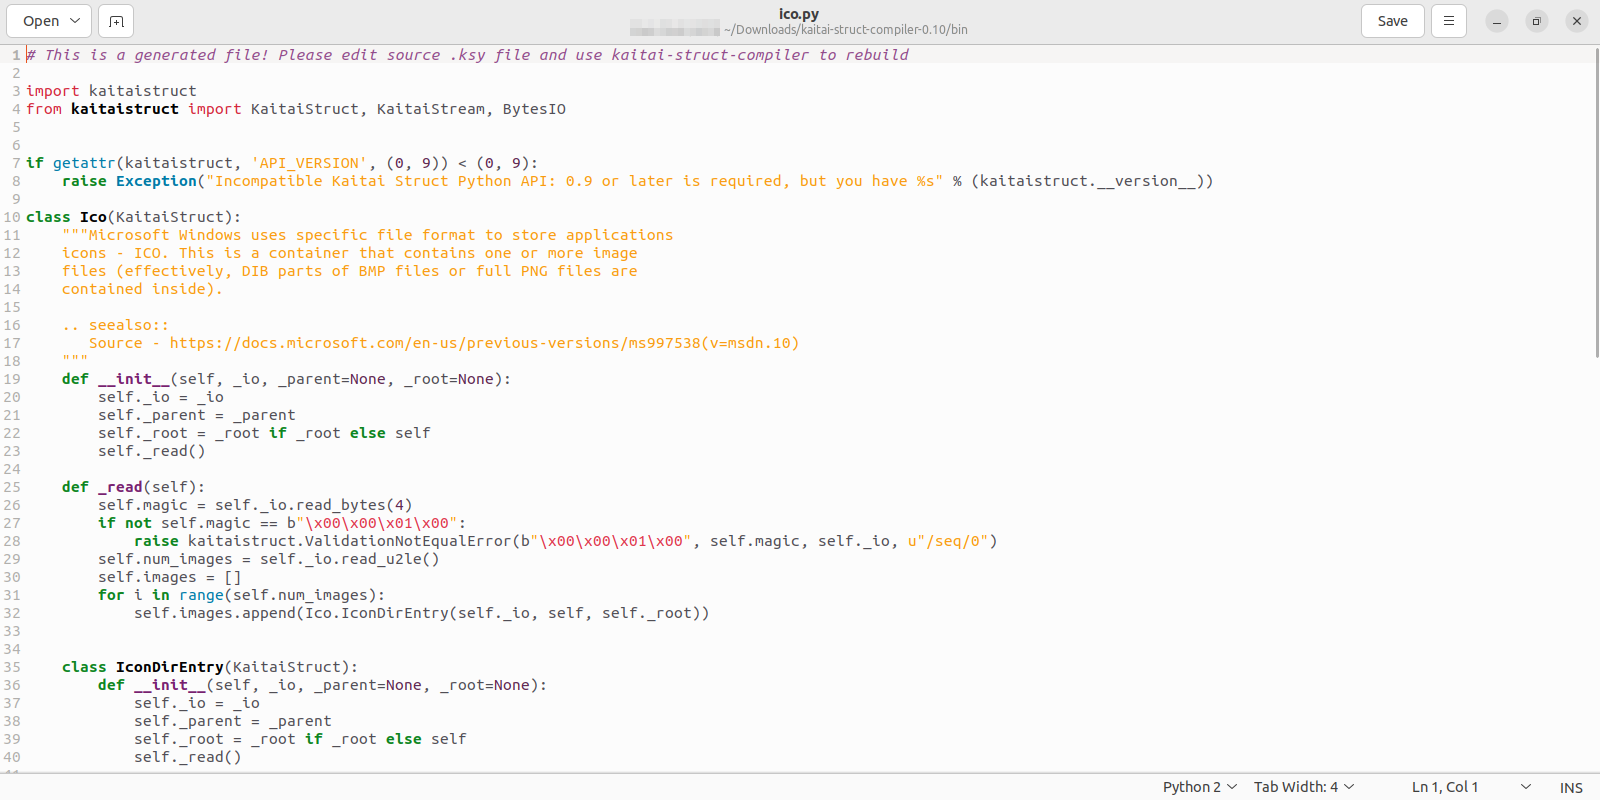 Open
ico.py
~/Downloads/kaitai-struct-compiler-0.10/bin
Save
1 # This is a generated file! Please edit source .ksy file and use kaitai-struct-compiler to rebuild
2
3 import kaitaistruct
4 from kaitaistruct import KaitaiStruct, KaitaiStream, BytesIO
5
6
7 if getattr(kaitaistruct, 'API_VERSION', (0, 9)) < (0, 9):
8     raise Exception("Incompatible Kaitai Struct Python API: 0.9 or later is required, but you have %s" % (kaitaistruct.__version__))
9
10 class Ico(KaitaiStruct):
11     """Microsoft Windows uses specific file format to store applications
12     icons - ICO. This is a container that contains one or more image
13     files (effectively, DIB parts of BMP files or full PNG files are
14     contained inside).
15
16     .. seealso::
17        Source - https://docs.microsoft.com/en-us/previous-versions/ms997538(v=msdn.10)
18     """
19     def __init__(self, _io, _parent=None, _root=None):
20         self._io = _io
21         self._parent = _parent
22         self._root = _root if _root else self
23         self._read()
24
25     def _read(self):
26         self.magic = self._io.read_bytes(4)
27         if not self.magic == b"\x00\x00\x01\x00":
28             raise kaitaistruct.ValidationNotEqualError(b"\x00\x00\x01\x00", self.magic, self._io, u"/seq/0")
29         self.num_images = self._io.read_u2le()
30         self.images = []
31         for i in range(self.num_images):
32             self.images.append(Ico.IconDirEntry(self._io, self, self._root))
33
34
35     class IconDirEntry(KaitaiStruct):
36         def __init__(self, _io, _parent=None, _root=None):
37             self._io = _io
38             self._parent = _parent
39             self._root = _root if _root else self
40             self._read()
Python 2 Tab Width: 4 Ln 1, Col 1 INS